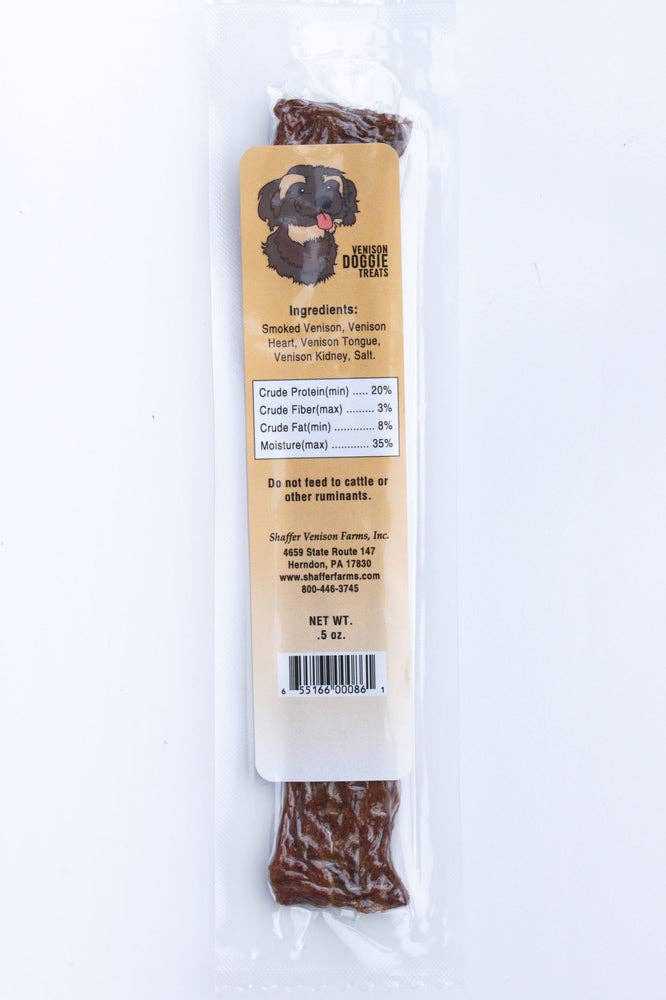 VENISON
DOGGIE
TREATS
Ingredients:
Smoked Venison, Venison
Heart, Venison Tongue,
Venison Kidney, Salt.
Crude Protein(min) ..... 20%
Crude Fiber(max) ......... 3%
Crude Fat(min) ............. 8%
Moisture(max) ............ 35%
Do not feed to cattle or
other ruminants.
Shaffer Venison Farms, Inc.
4659 State Route 147
Herndon, PA 17830
www.shafferfarms.com
800-446-3745
NET WT.
.5 oz.
6 55166 00086 1